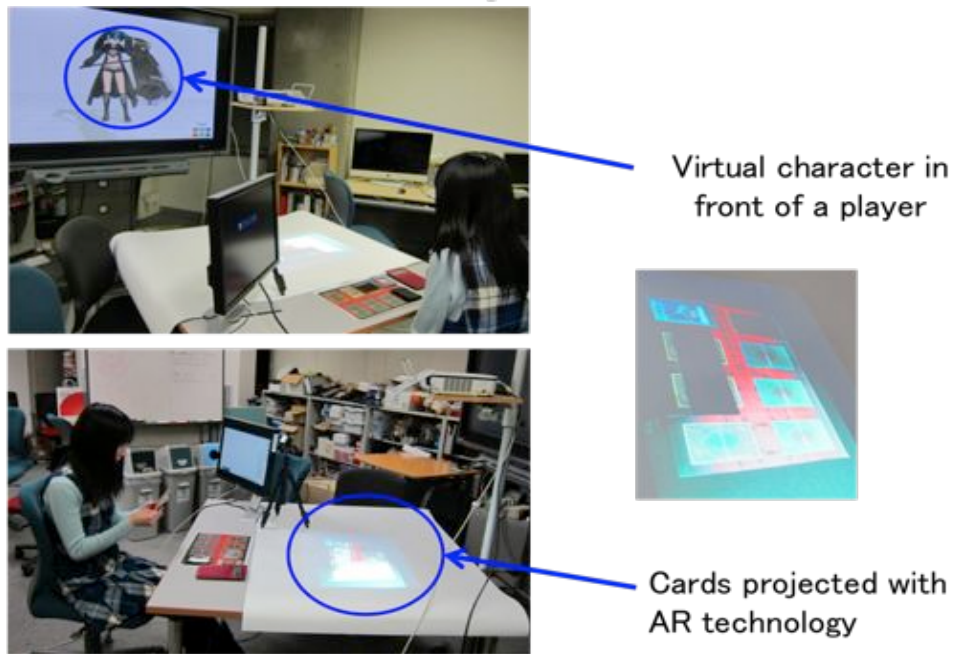 Virtual character in
front of a player
Cards projected with
AR technology